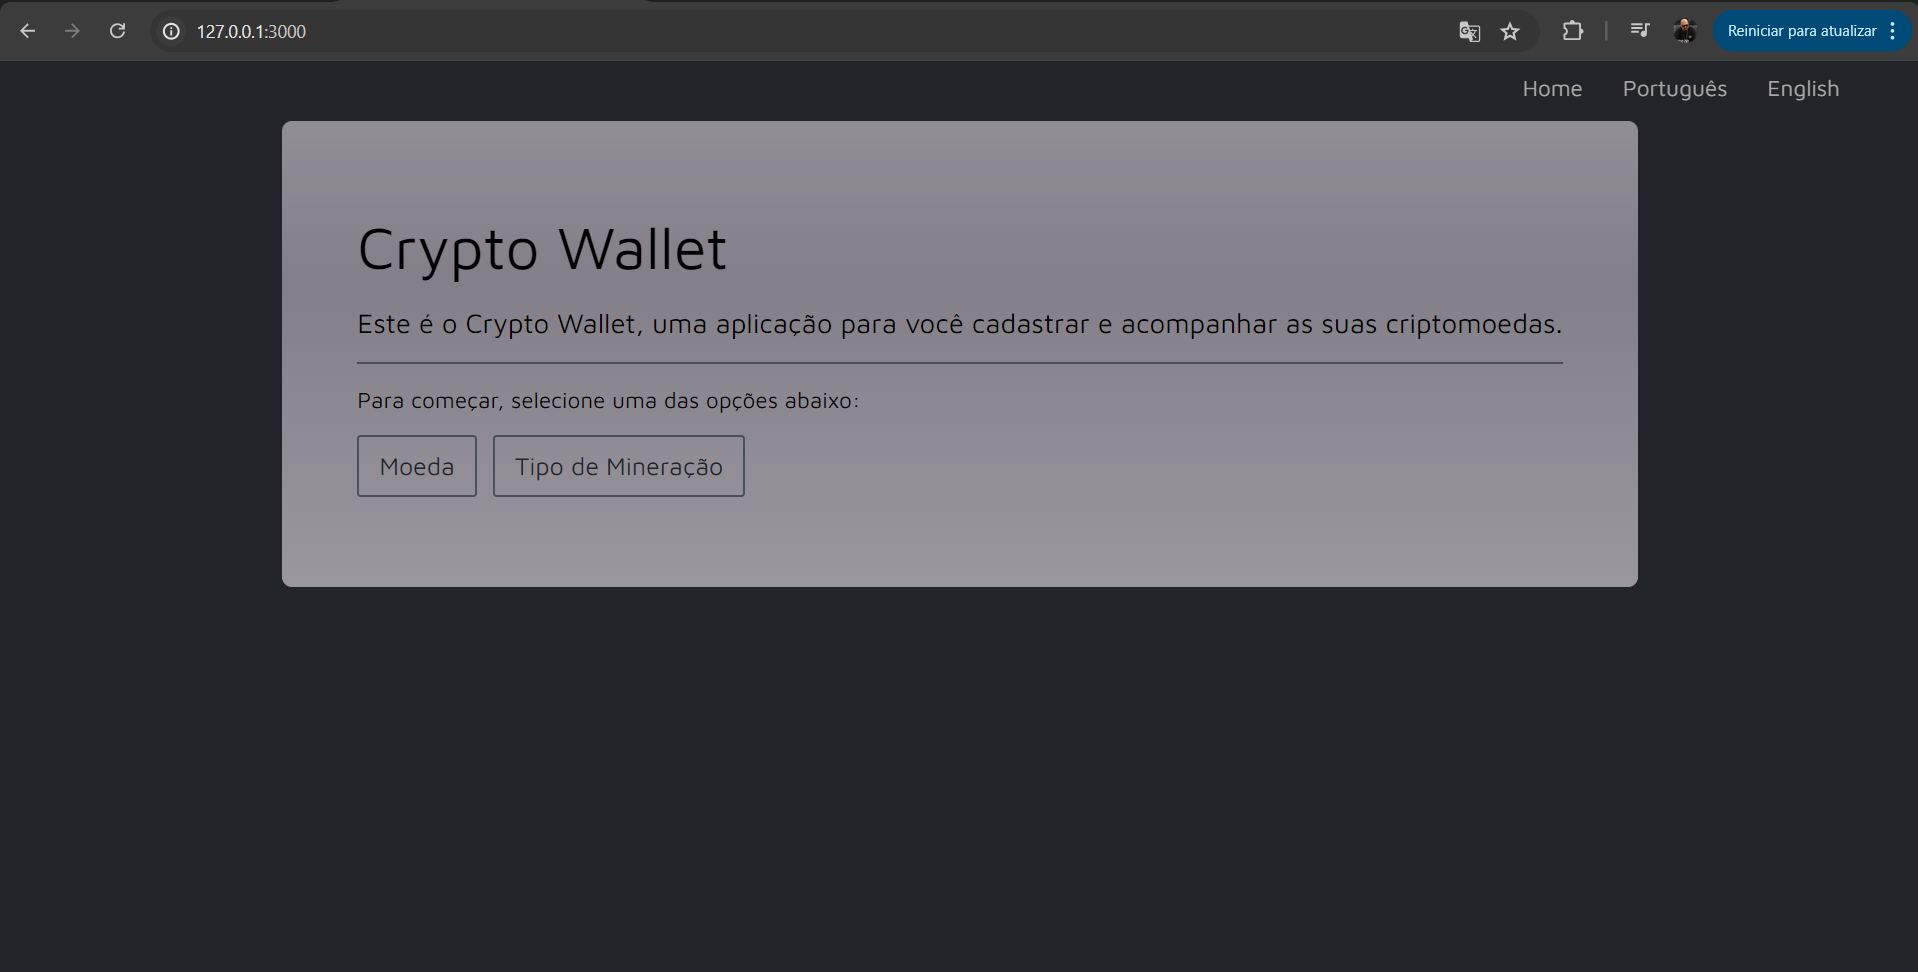 127.0.0.1:3000
Reiniciar para atualizar
Home Português English
Crypto Wallet
Este é o Crypto Wallet, uma aplicação para você cadastrar e acompanhar as suas criptomoedas.
Para começar, selecione uma das opções abaixo:
Moeda Tipo de Mineração